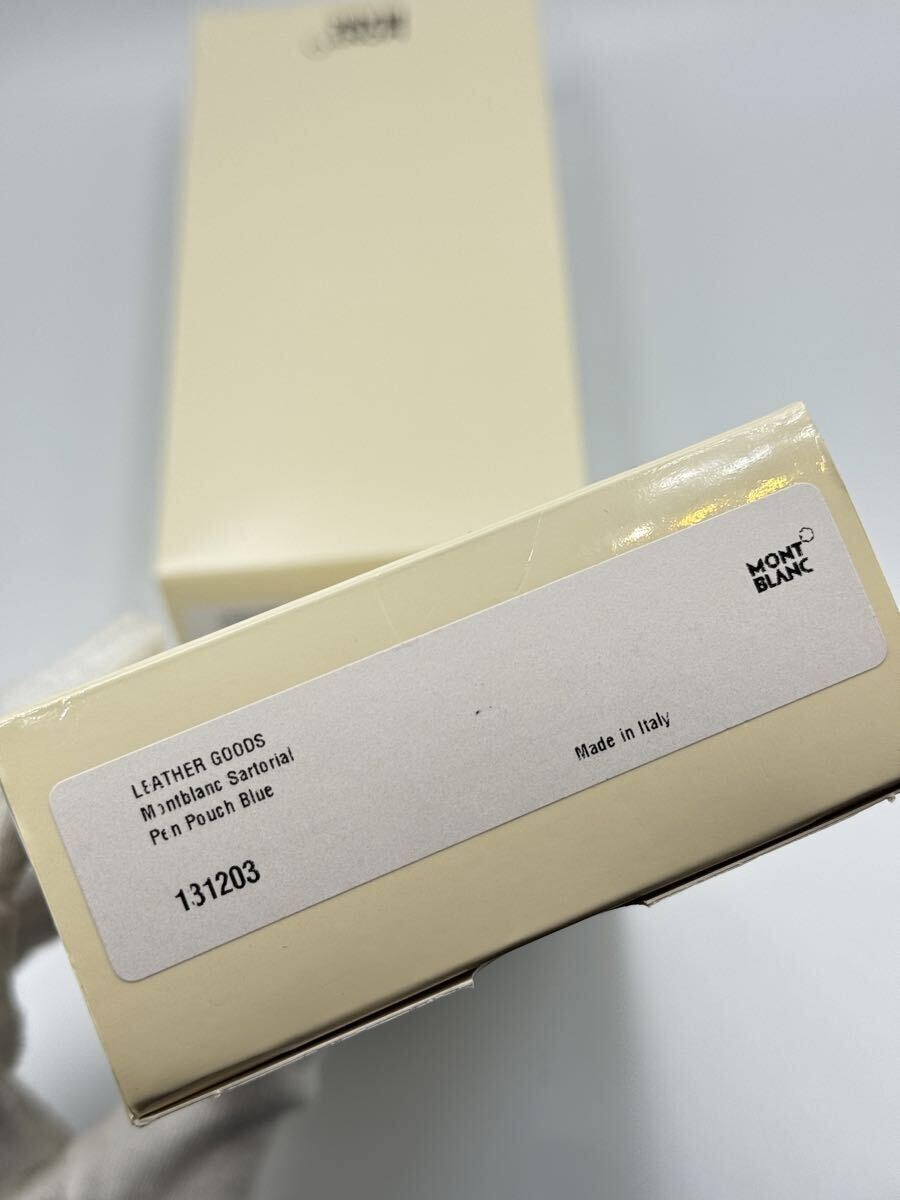 MONT
BLANC
LEATHER GOODS
Montblanc Sartorial
Pen Pouch Blue
131203
Made in Italy